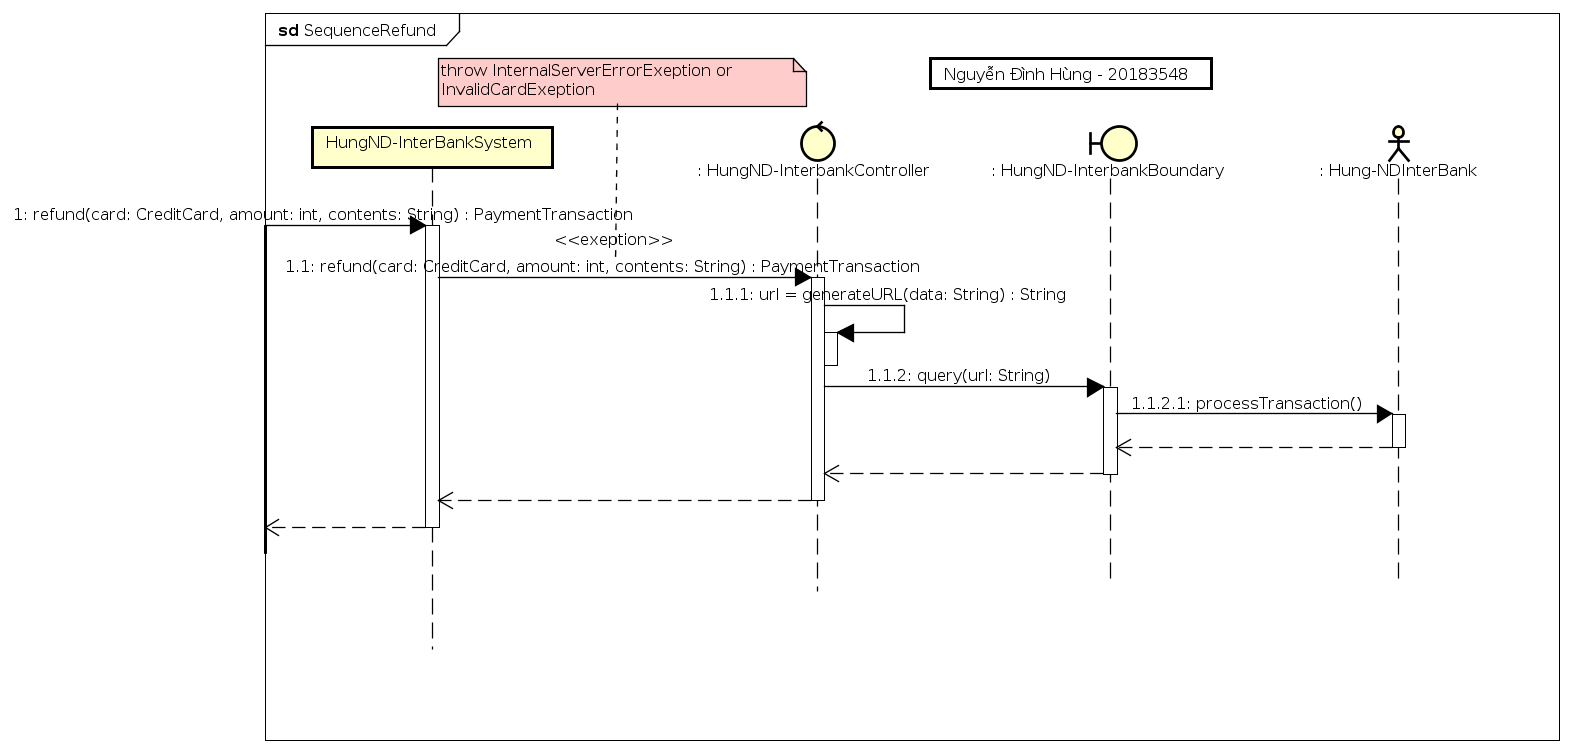 sd SequenceRefund
throw InternalServerErrorExeption or
InvalidCardExeption
Nguyễn Đình Hùng - 20183548
HungND-InterBankSystem
: HungND-InterbankController
: HungND-InterbankBoundary
: Hung-NDInterBank
1: refund(card: CreditCard, amount: int, contents: String) : PaymentTransaction
<<exeption>>
1.1: refund(card: CreditCard, amount: int, contents: String) : PaymentTransaction
1.1.1: url = generateURL(data: String) : String
1.1.2: query(url: String)
1.1.2.1: processTransaction()